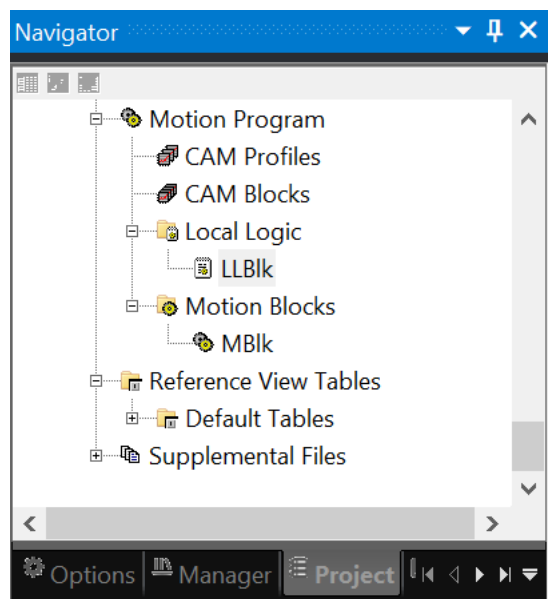 Navigator
Motion Program
CAM Profiles
CAM Blocks
Local Logic
LLBlk
Motion Blocks
MBlk
Reference View Tables
Default Tables
Supplemental Files
Options Manager Project